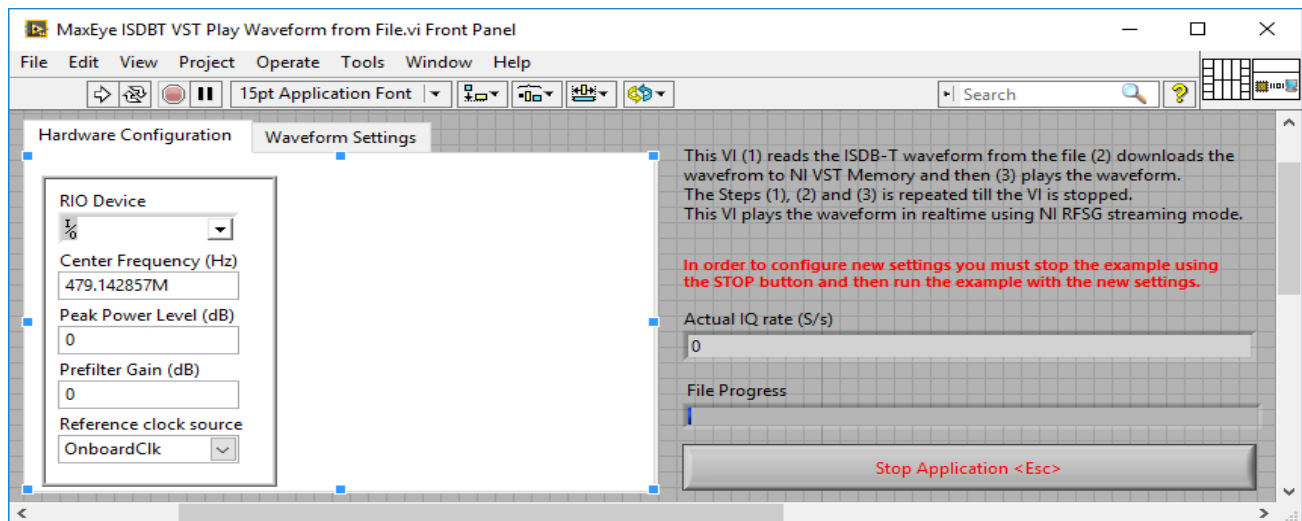 MaxEye ISDBT VST Play Waveform from File.vi Front Panel
File Edit View Project Operate Tools Window Help
15pt Application Font
Search
Hardware Configuration
Waveform Settings
RIO Device
Center Frequency (Hz)
479.142857M
Peak Power Level (dB)
0
Prefilter Gain (dB)
0
Reference clock source
OnboardClk
This VI (1) reads the ISDB-T waveform from the file (2) downloads the
wavefrom to NI VST Memory and then (3) plays the waveform.
The Steps (1), (2) and (3) is repeated till the VI is stopped.
This VI plays the waveform in realtime using NI RFSG streaming mode.
In order to configure new settings you must stop the example using
the STOP button and then run the example with the new settings.
Actual IQ rate (S/s)
0
File Progress
Stop Application <Esc>